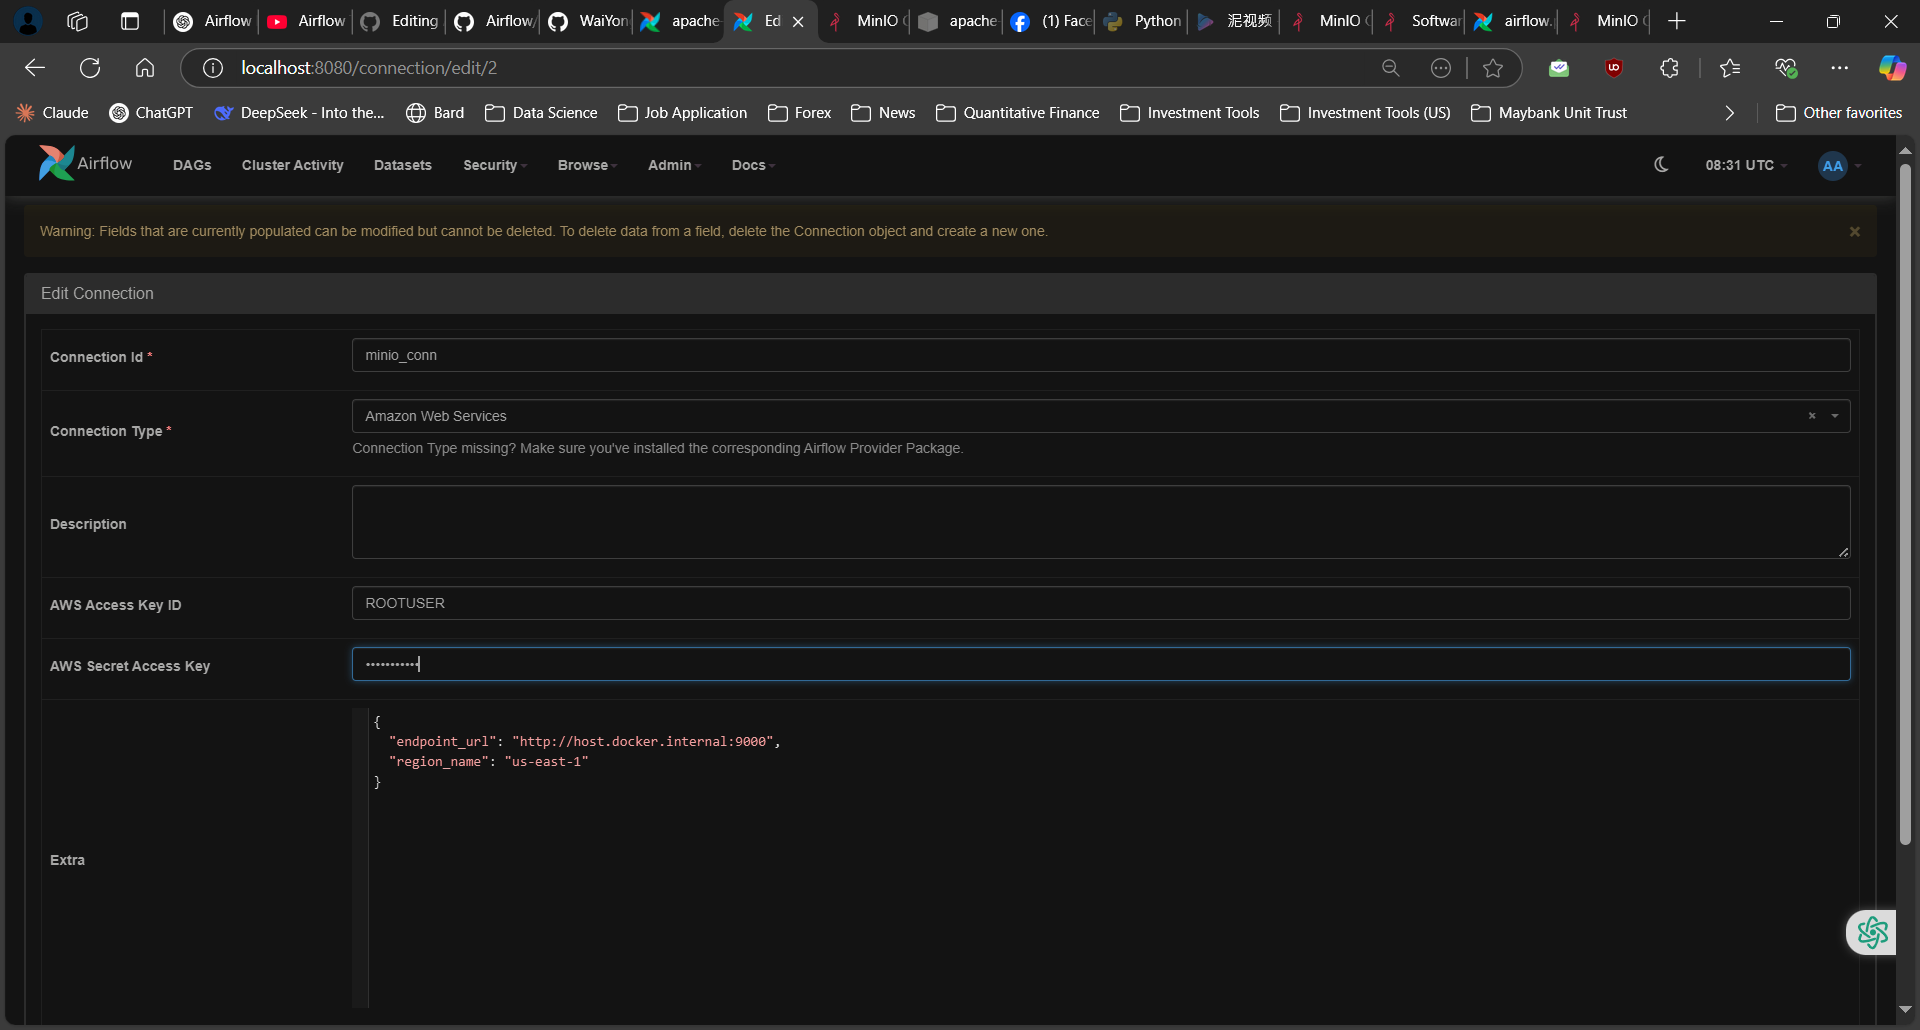 Airflow
Airflow
Editing
Airflow/
WaiYon
apache-
Ed
MinIO
apache-
(1) Face
Python
泥视频
MinIO
Softwar
airflow.
MinIO
localhost:8080/connection/edit/2
Claude
ChatGPT
DeepSeek - Into the...
Bard
Data Science
Job Application
Forex
News
Quantitative Finance
Investment Tools
Investment Tools (US)
Maybank Unit Trust
Other favorites
Airflow
DAGs
Cluster Activity
Datasets
Security
Browse
Admin
Docs
08:31 UTC
AA
Warning: Fields that are currently populated can be modified but cannot be deleted. To delete data from a field, delete the Connection object and create a new one.
×
Edit Connection
Connection Id *
minio_conn
Connection Type *
Amazon Web Services
×
Connection Type missing? Make sure you've installed the corresponding Airflow Provider Package.
Description
AWS Access Key ID
ROOTUSER
AWS Secret Access Key
•••••••••••
Extra
{
"endpoint_url": "http://host.docker.internal:9000",
"region_name": "us-east-1"
}